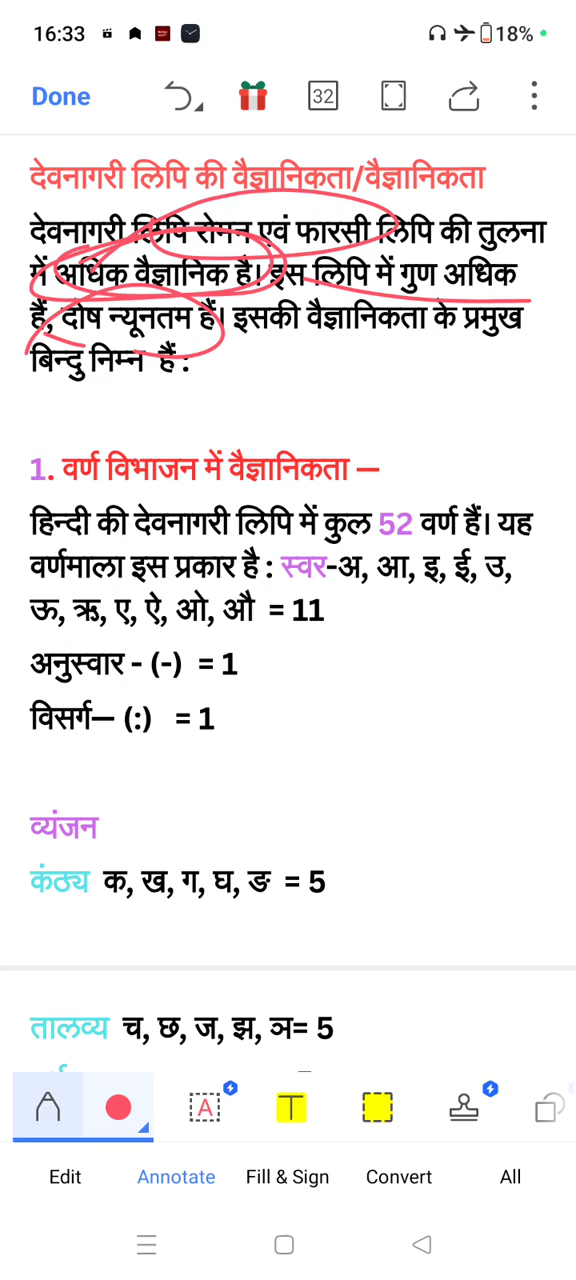 16:33
18%
Done
32
देवनागरी लिपि की वैज्ञानिकता/वैज्ञानिकता
देवनागरी लिपि रोमन एवं फारसी लिपि की तुलना
में अधिक वैज्ञानिक है। इस लिपि में गुण अधिक
हैं, दोष न्यूनतम हैं। इसकी वैज्ञानिकता के प्रमुख
बिन्दु निम्न हैं :
1. वर्ण विभाजन में वैज्ञानिकता —
हिन्दी की देवनागरी लिपि में कुल 52 वर्ण हैं। यह
वर्णमाला इस प्रकार है : स्वर-अ, आ, इ, ई, उ,
ऊ, ऋ, ए, ऐ, ओ, औ = 11
अनुस्वार - (-) = 1
विसर्ग— (:) = 1
व्यंजन
कंठ्य क, ख, ग, घ, ङ = 5
तालव्य च, छ, ज, झ, ञ= 5
A T
Edit Annotate Fill & Sign Convert All